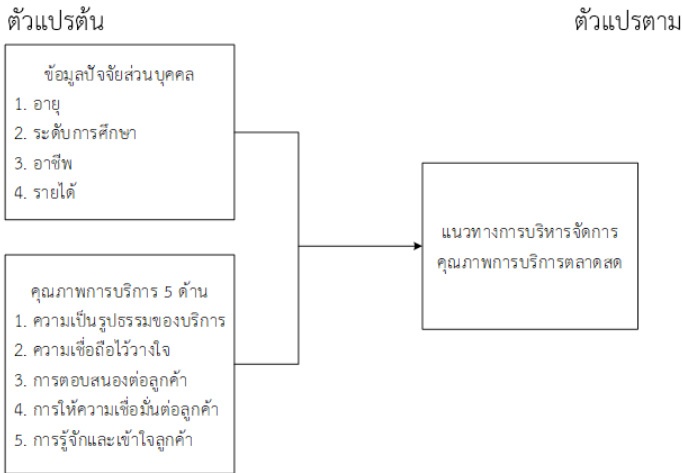 ตัวแปรต้น
ตัวแปรตาม
ข้อมูลปัจจัยส่วนบุคคล
1. อายุ
2. ระดับการศึกษา
3. อาชีพ
4. รายได้
แนวทางการบริหารจัดการ
คุณภาพการบริการตลาดสด
คุณภาพการบริการ 5 ด้าน
1. ความเป็นรูปธรรมของบริการ
2. ความเชื่อถือไว้วางใจ
3. การตอบสนองต่อลูกค้า
4. การให้ความเชื่อมั่นต่อลูกค้า
5. การรู้จักและเข้าใจลูกค้า